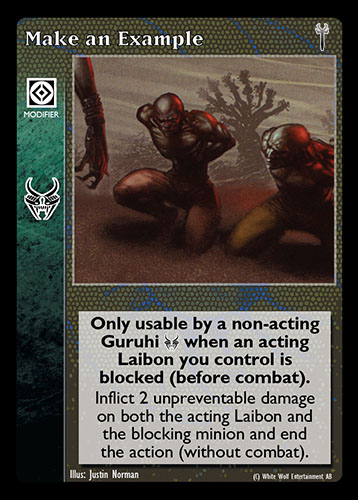 Make an Example
MODIFIER
Only usable by a non-acting
Guruhi when an acting
Laibon you control is
blocked (before combat).
Inflict 2 unpreventable damage
on both the acting Laibon and
the blocking minion and end
the action (without combat).
Illus: Justin Norman
(C) White Wolf Entertainment AB